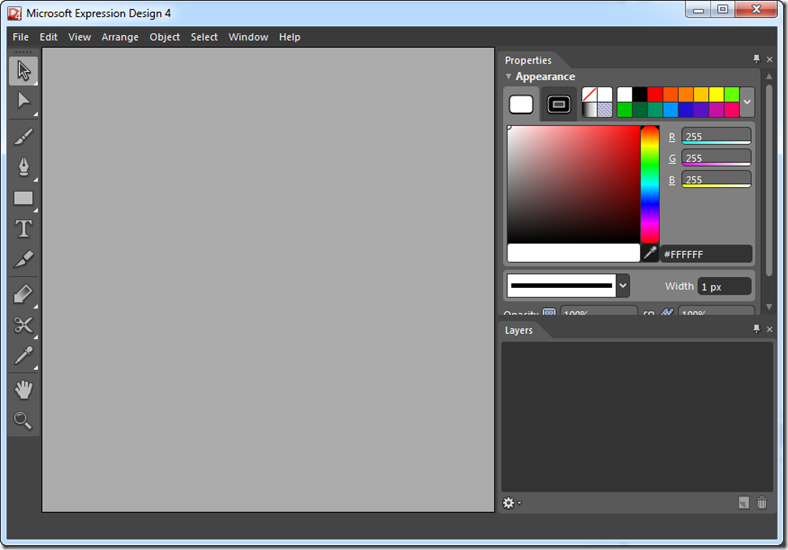 Microsoft Expression Design 4
File Edit View Arrange Object Select Window Help
Properties
Appearance
R 255
G 255
B 255
#FFFFFF
Width 1 px
Opacity 100% 100%
Layers